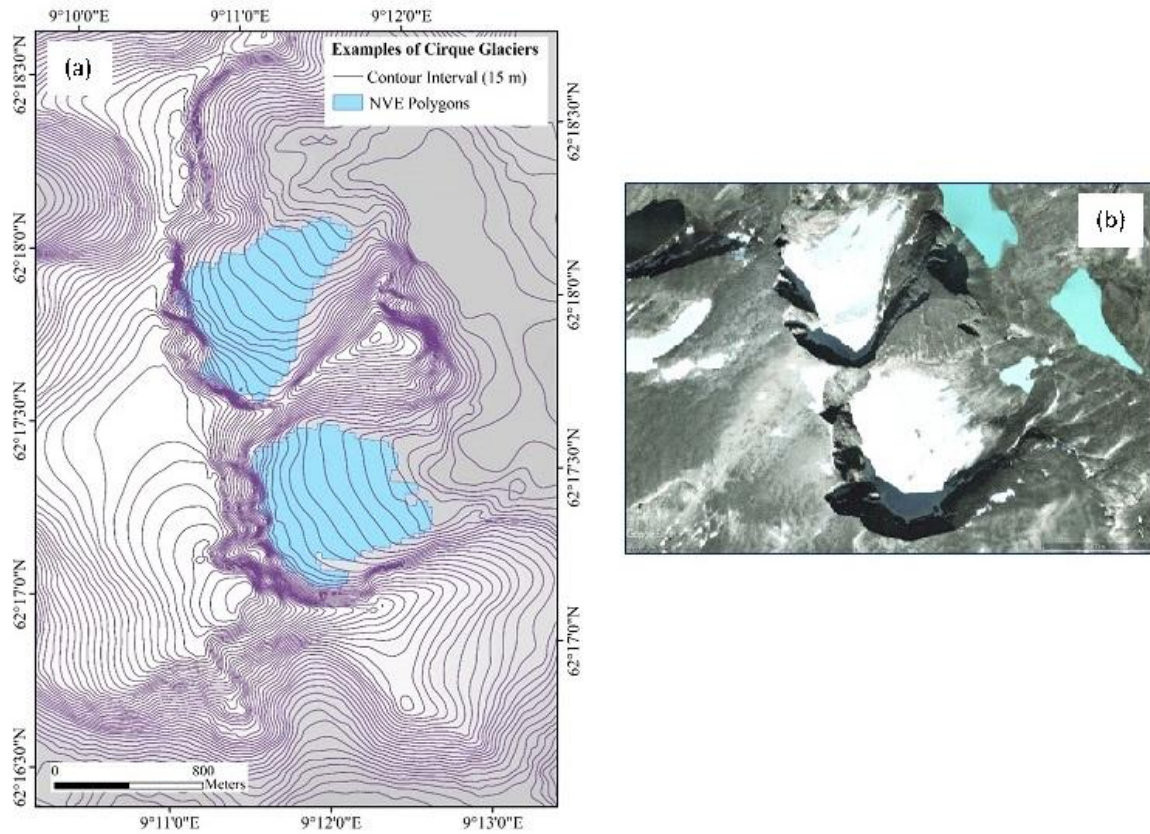 9°10'0"E
9°11'0"E
9°12'0"E
(a)
Examples of Cirque Glaciers
Contour Interval (15 m)
NVE Polygons
62°18'30"N
62°18'0"N
62°17'30"N
62°17'0"N
62°16'30"N
62°18'30"N
62°18'0"N
62°17'30"N
62°17'0"N
0
800
Meters
9°11'0"E
9°12'0"E
9°13'0"E
(b)